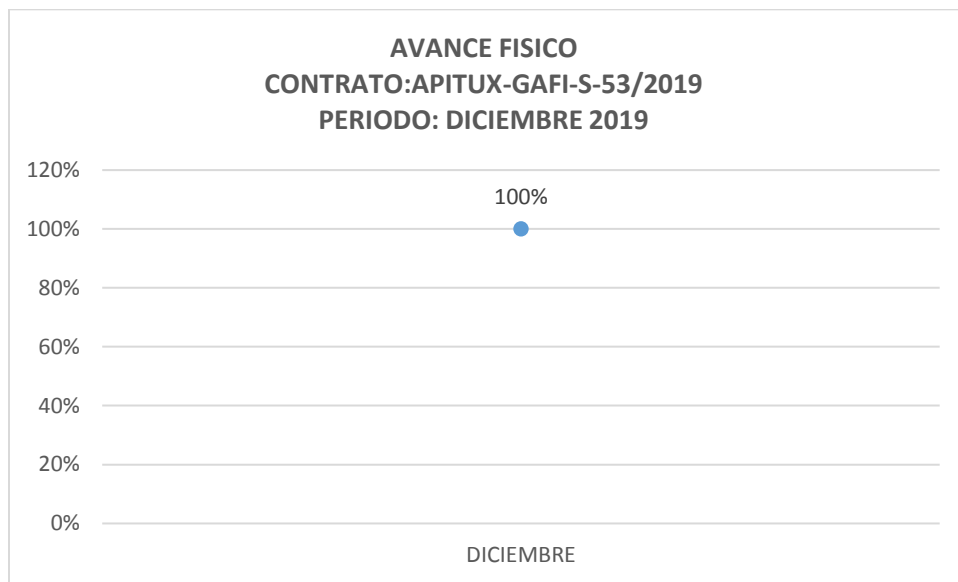 AVANCE FISICO
CONTRATO:APITUX-GAFI-S-53/2019
PERIODO: DICIEMBRE 2019
120%
100%
100%
80%
60%
40%
20%
0%
DICIEMBRE